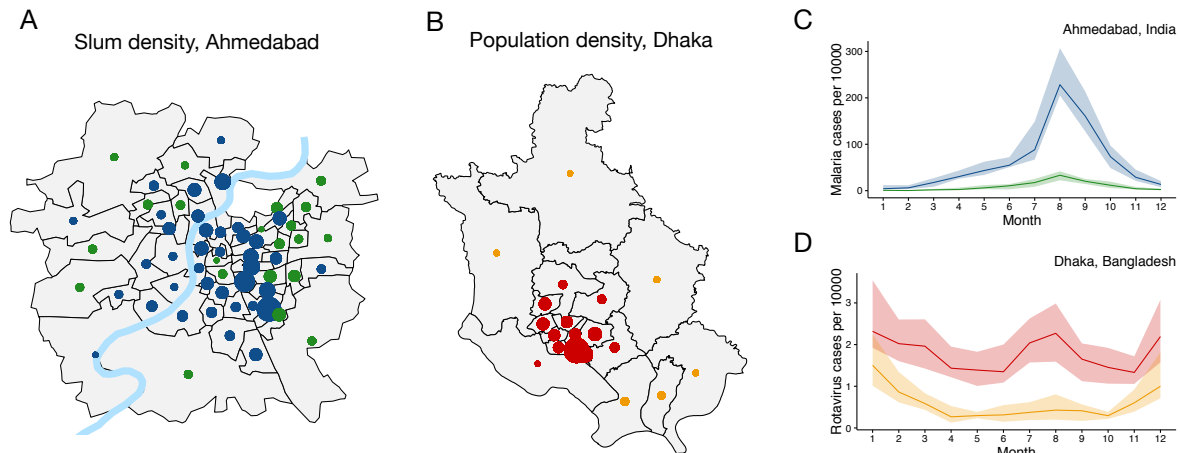 A
Slum density, Ahmedabad
B
Population density, Dhaka
C
Ahmedabad, India
Malaria cases per 10000
300
200
100
0
1 2 3 4 5 6 7 8 9 10 11 12
Month
D
Dhaka, Bangladesh
Rotavirus cases per 10000
3
2
1
0
1 2 3 4 5 6 7 8 9 10 11 12
Month